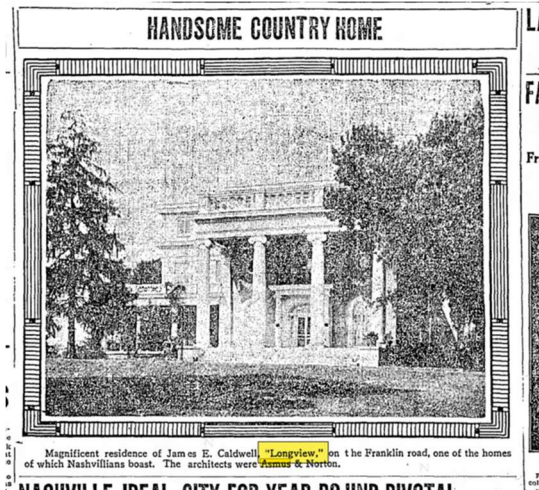 HANDSOME COUNTRY HOME
Magnificent residence of James E. Caldwell, "Longview," on the Franklin road, one of the homes
of which Nashvillians boast. The architects were Asmus & Norton.
NASHVILLE IDEAL CITY FOR YEAR ROUND PIVOTAL
Fr